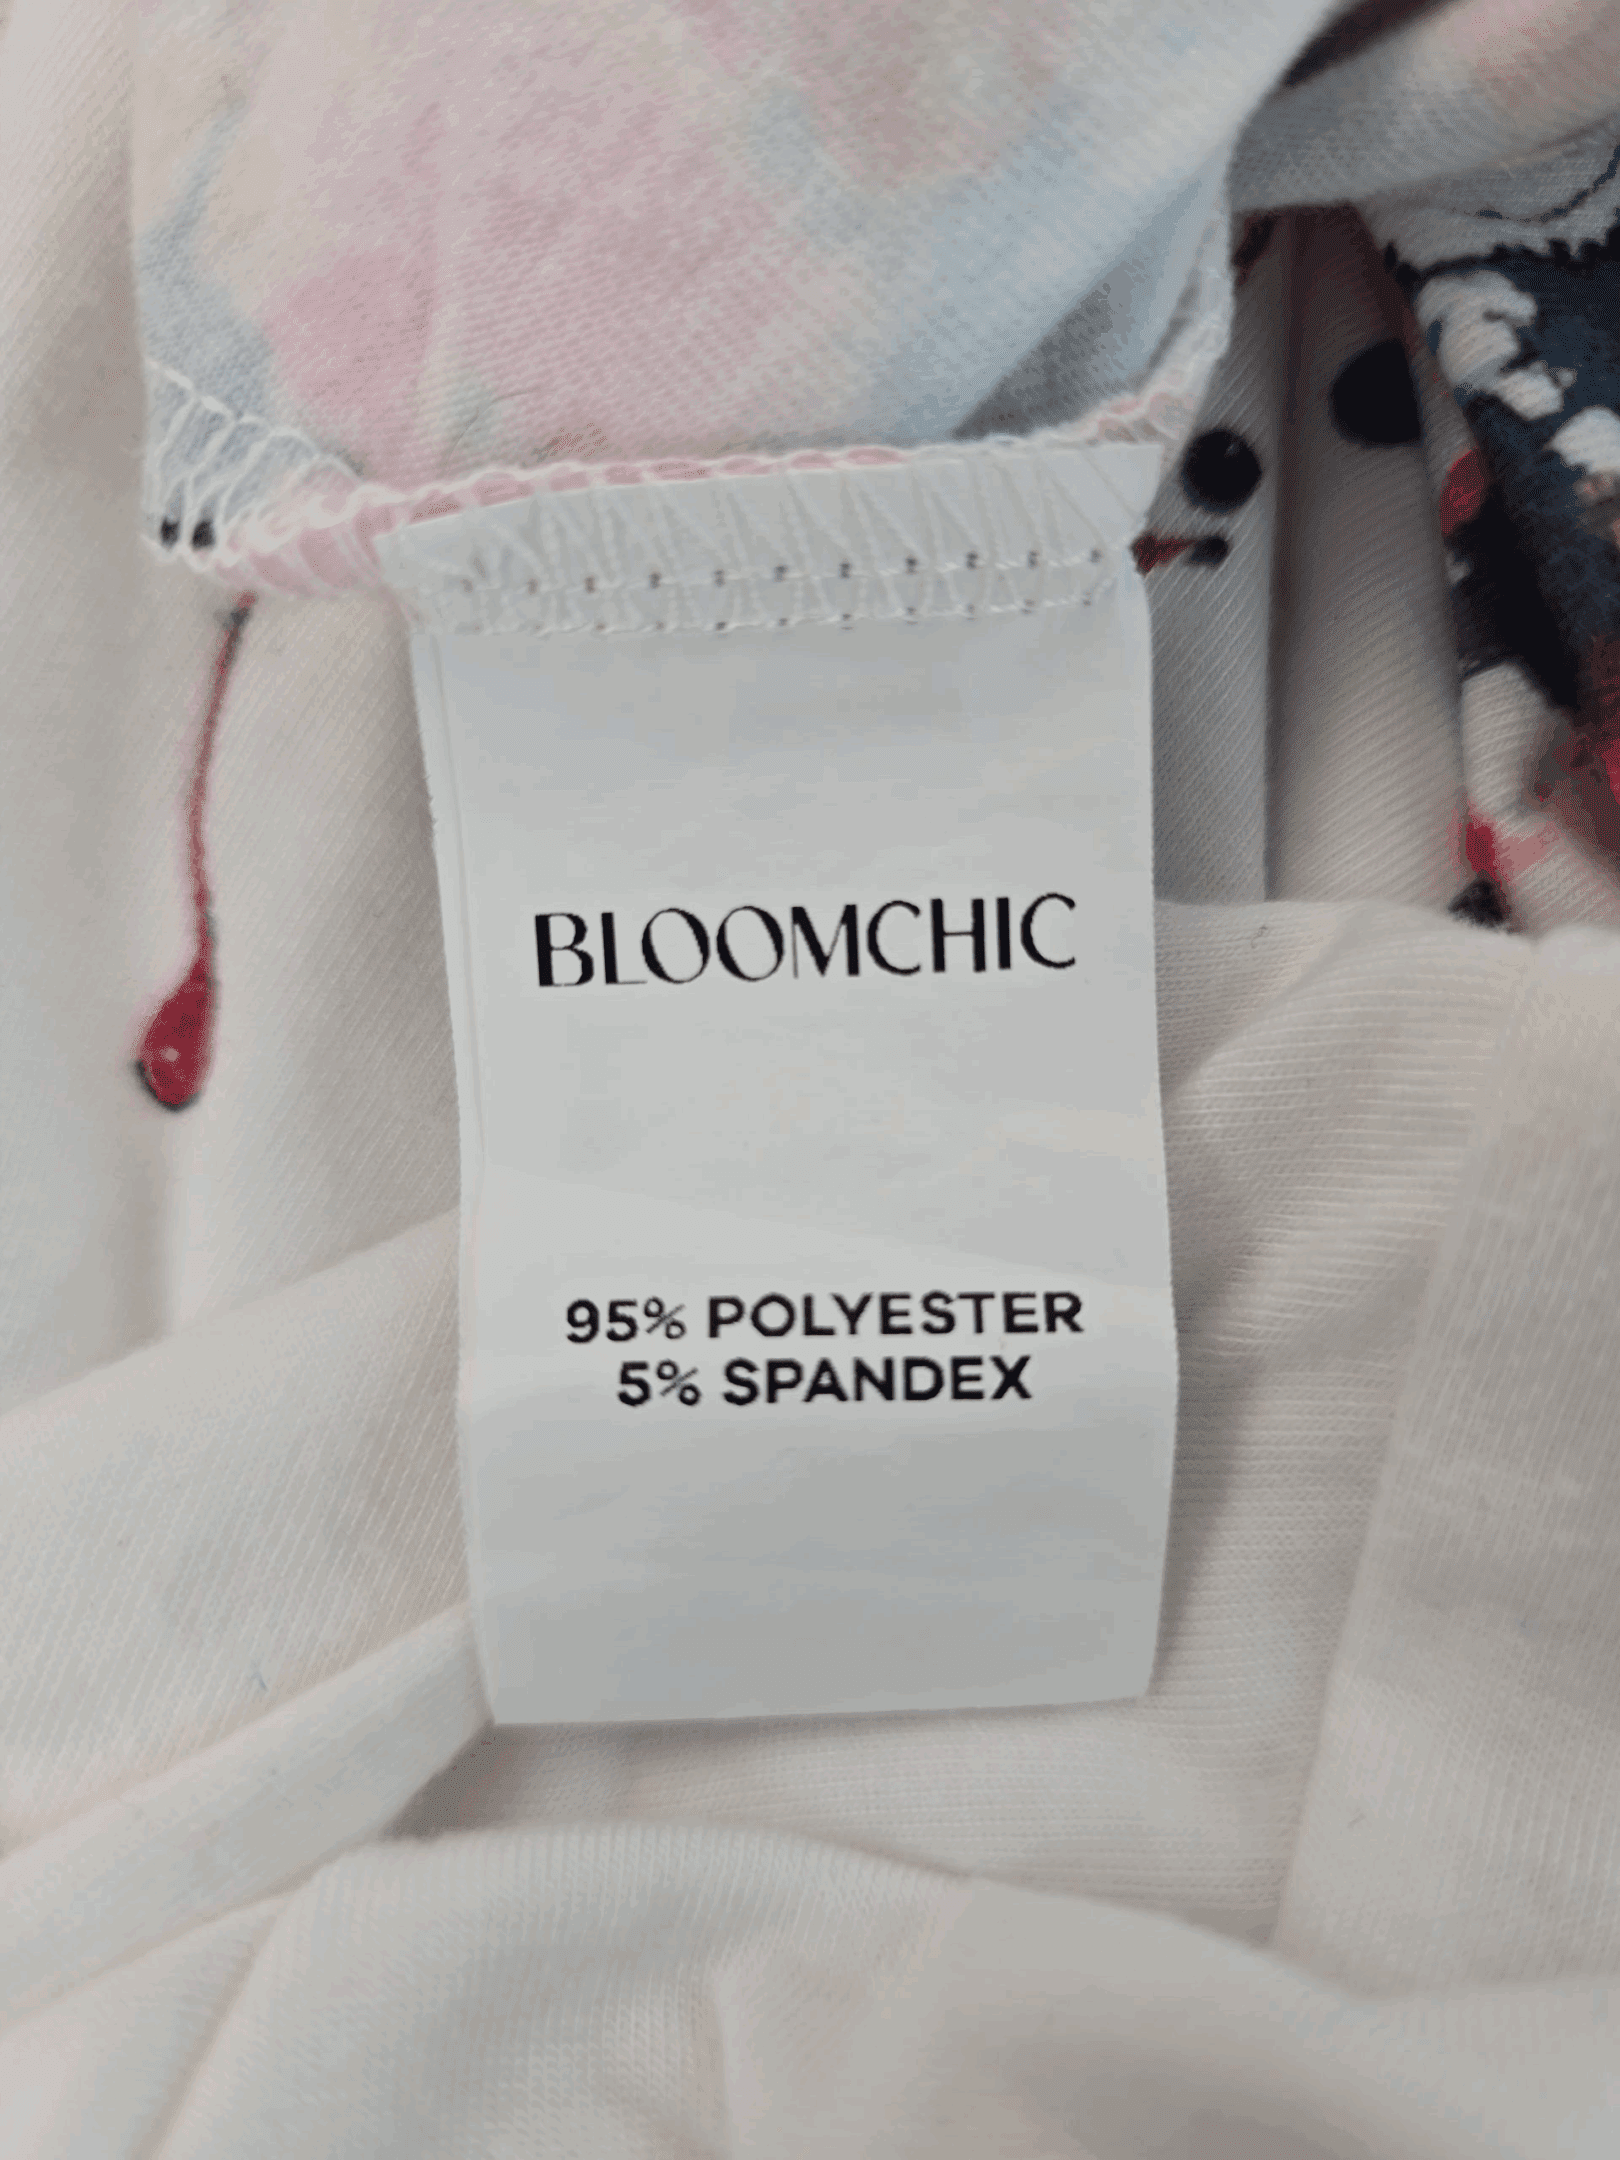 BLOOMCHIC
95% POLYESTER
5% SPANDEX